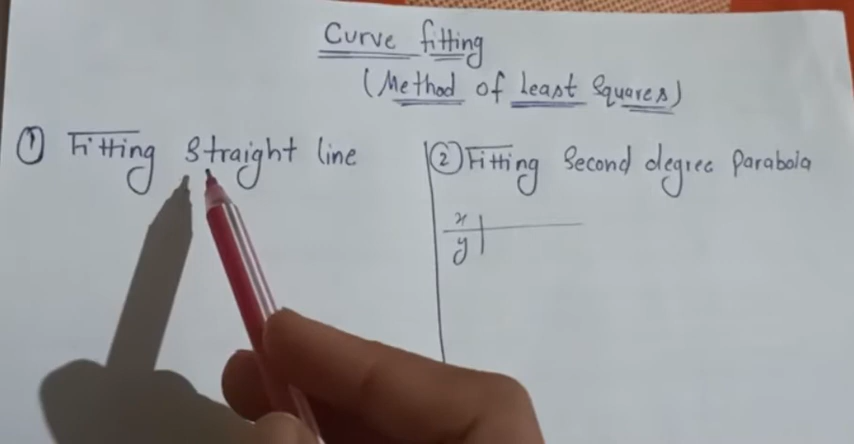 Curve fitting
(Method of Least Squares)
① Fitting Straight line
② Fitting Second degree Parabola
x
y